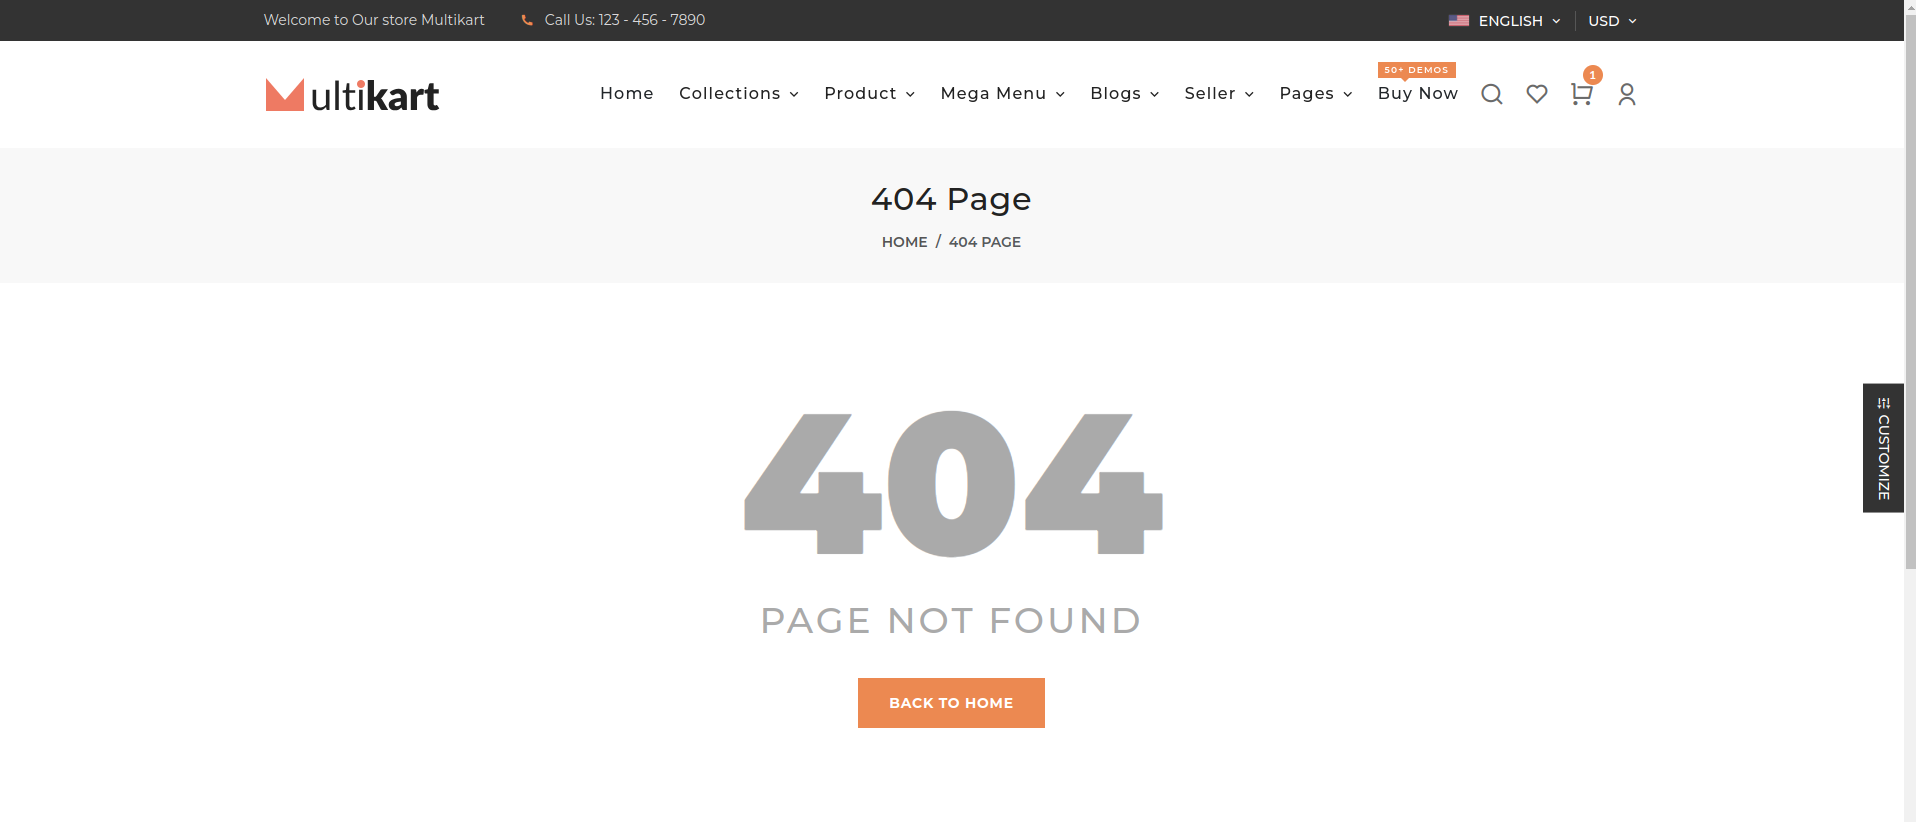 Welcome to Our store Multikart
Call Us: 123 - 456 - 7890
ENGLISH
USD
Multikart
Home
Collections
Product
Mega Menu
Blogs
Seller
Pages
50+ DEMOS
Buy Now
1
404 Page
HOME / 404 PAGE
404
PAGE NOT FOUND
BACK TO HOME
CUSTOMIZE